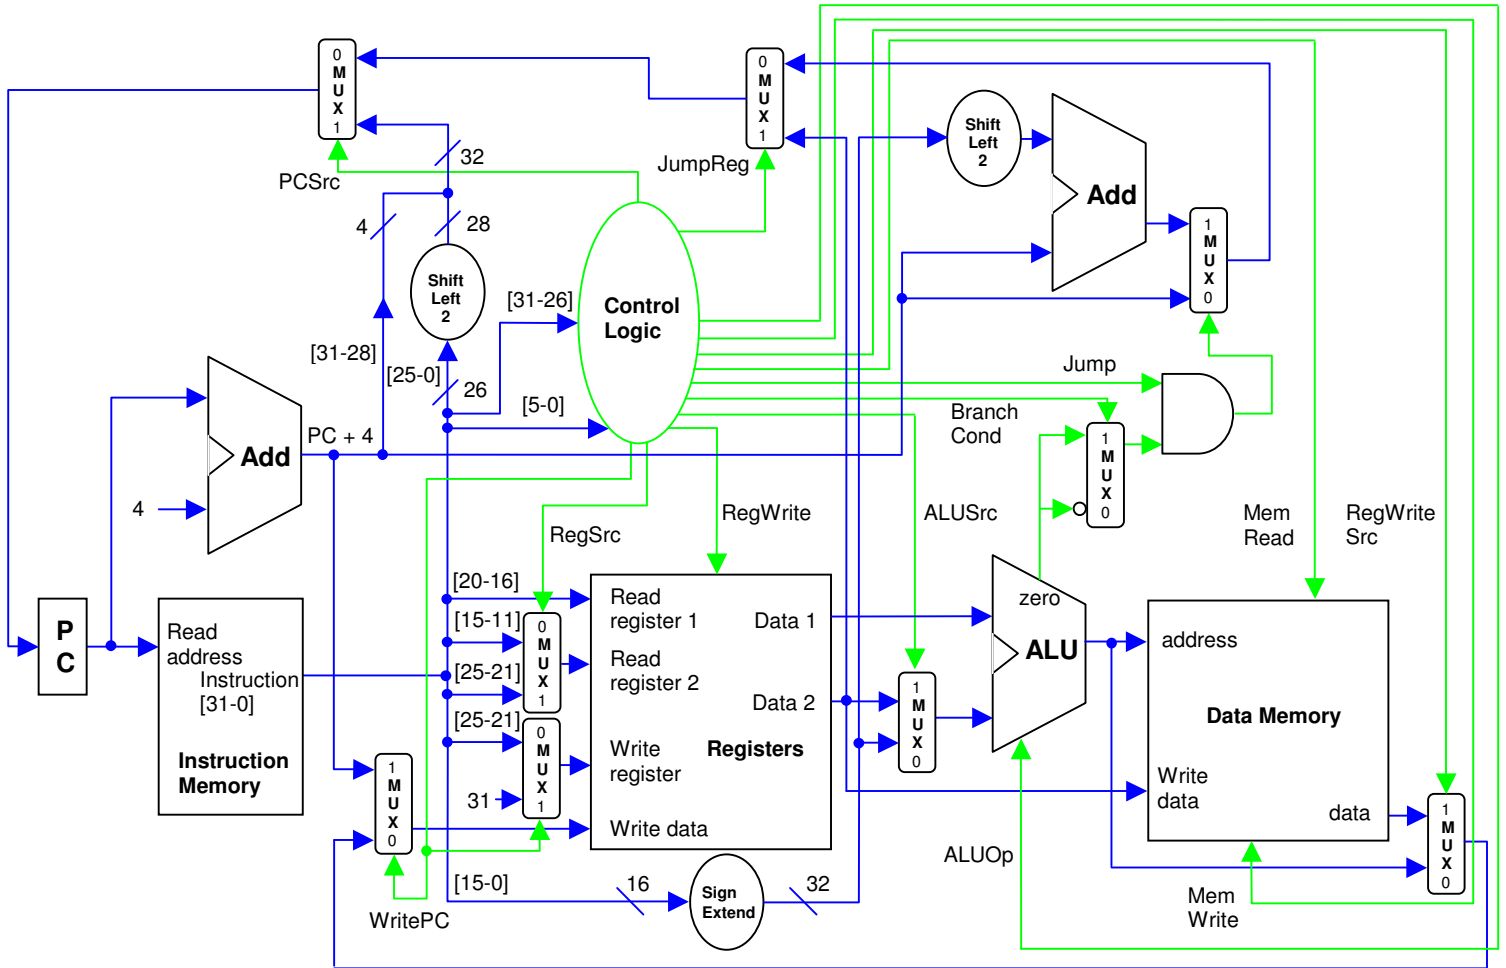 0
M
U
X
1
PCSrc
32
4
28
Shift
Left
2
[31-28]
[25-0]
26
[31-26]
[5-0]
Control
Logic
0
M
U
X
1
JumpReg
Shift
Left
2
Add
1
M
U
X
0
Jump
Branch
Cond
1
M
U
X
0
PC + 4
Add
4
RegSrc
RegWrite
ALUSrc
Mem
Read
RegWrite
Src
P
C
Read
address
Instruction
[31-0]
Instruction
Memory
[20-16]
[15-11]
[25-21]
[25-21]
0
M
U
X
1
0
M
U
X
1
31
Read
register 1
Read
register 2
Write
register
Write data
Data 1
Data 2
Registers
1
M
U
X
0
zero
ALU
address
Data Memory
Write
data
data
1
M
U
X
0
1
M
U
X
0
WritePC
[15-0]
16
Sign
Extend
32
ALUOp
Mem
Write